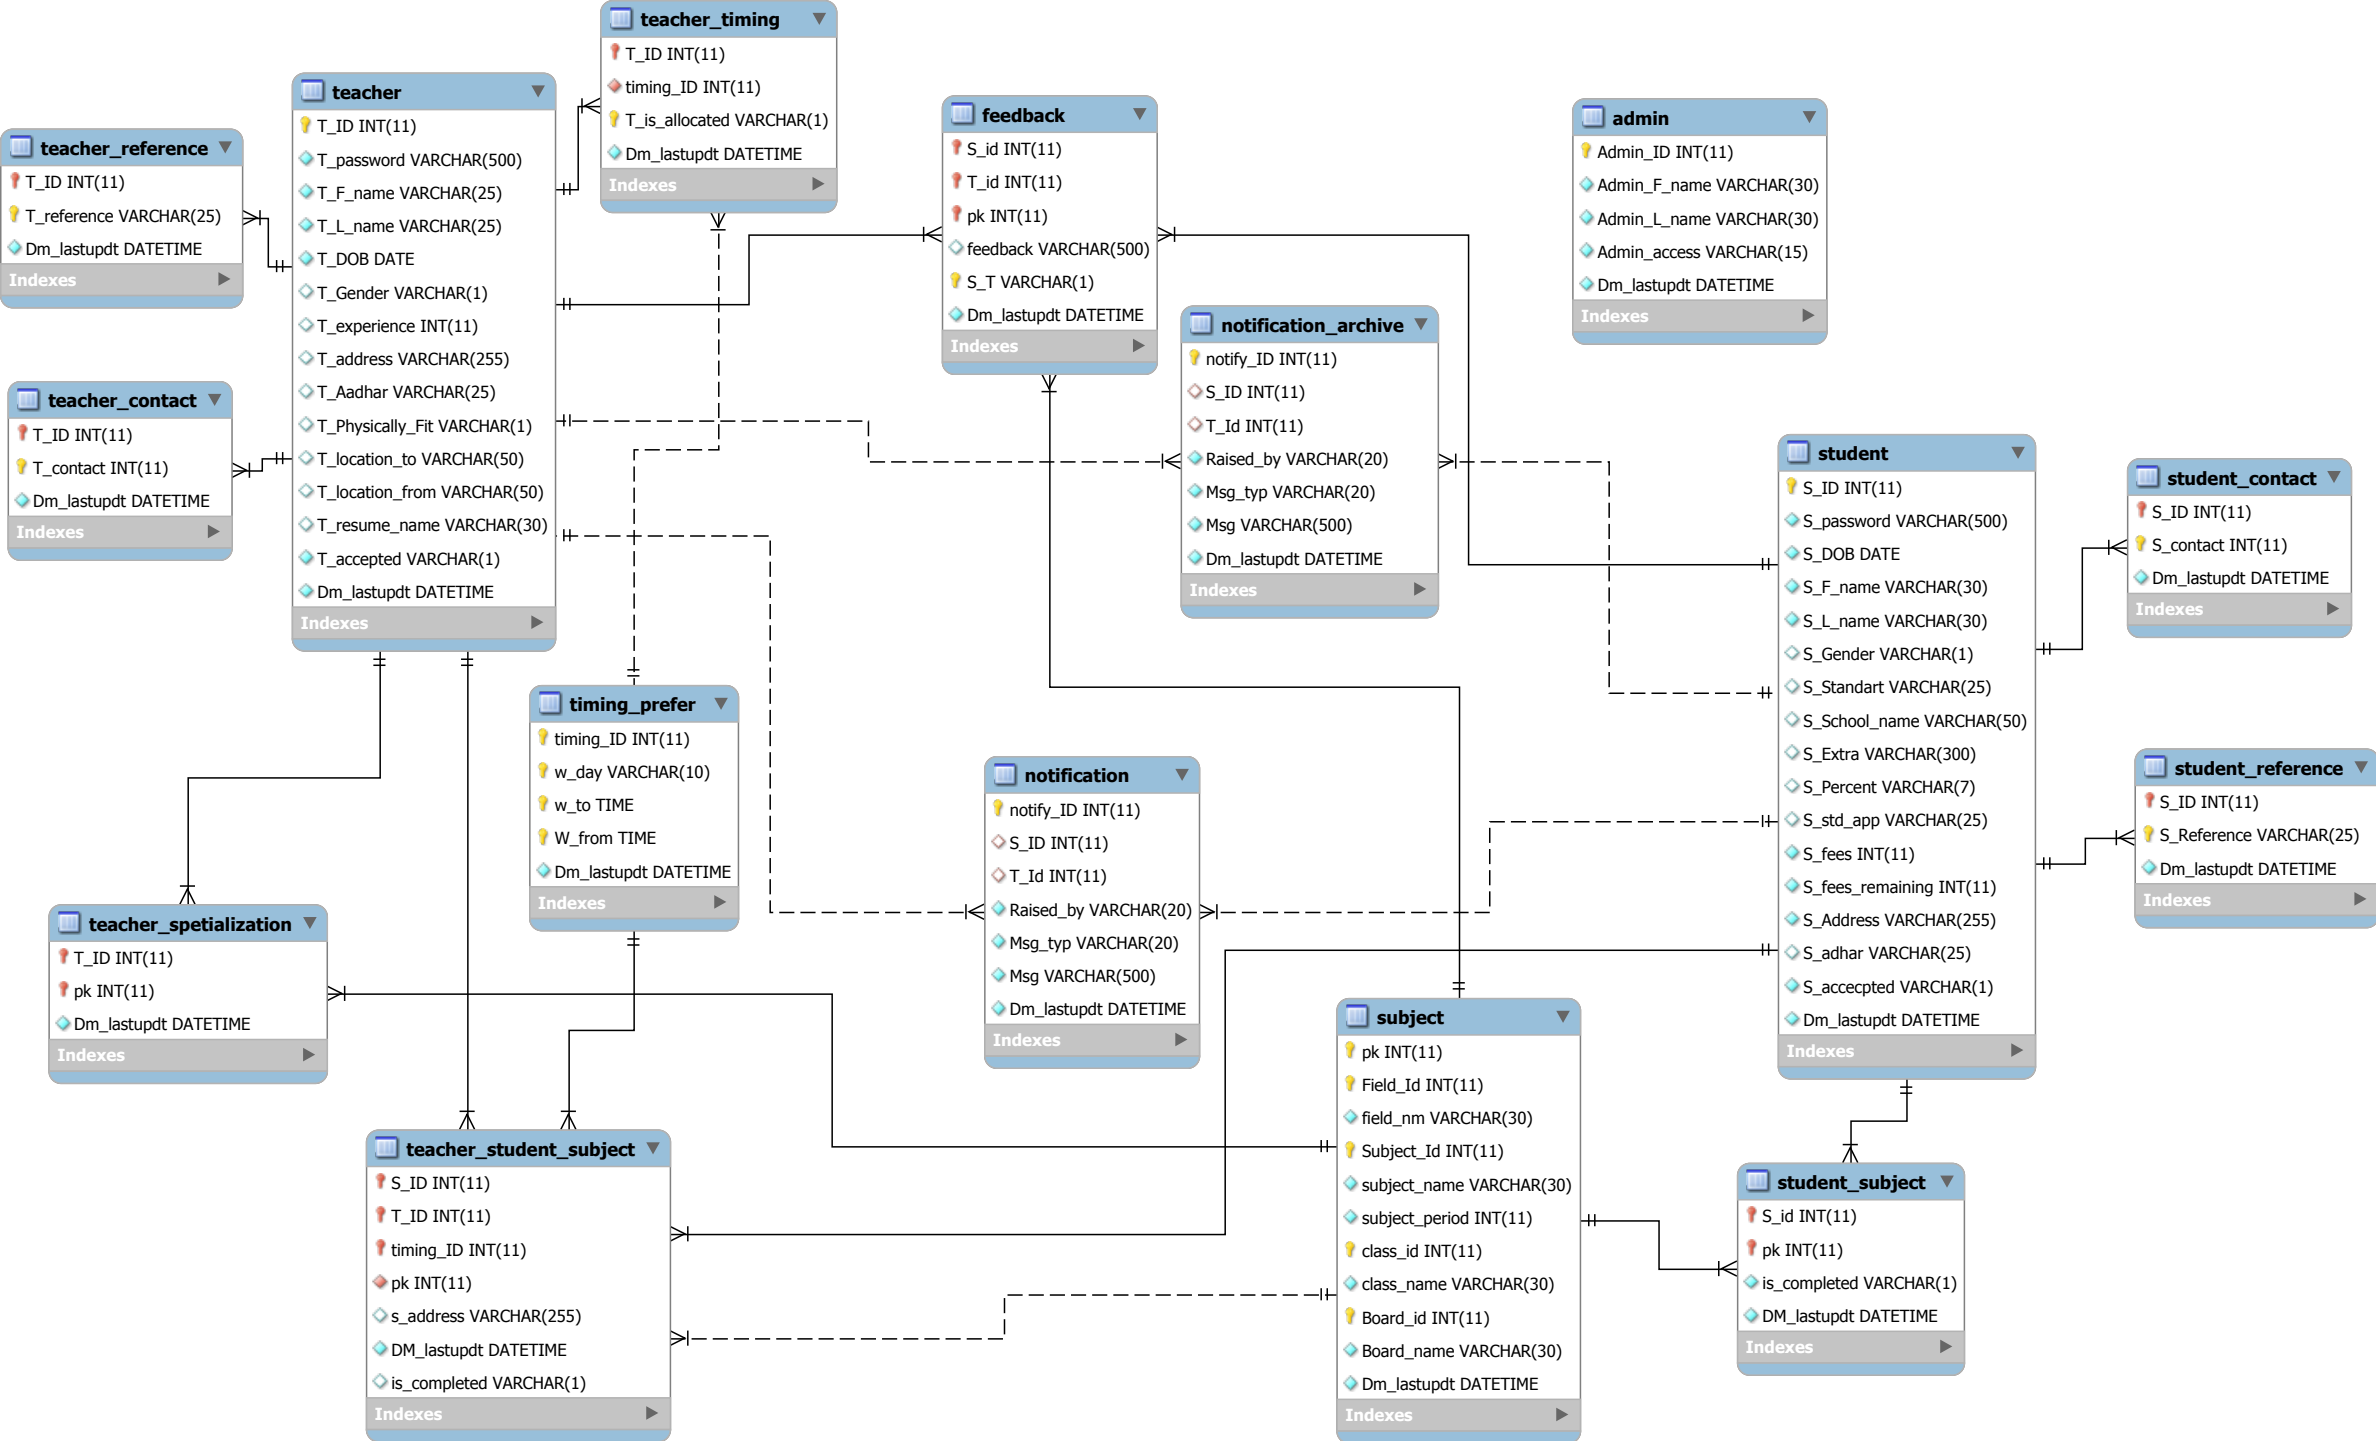 teacher_timing
T_ID INT(11)
timing_ID INT(11)
T_is_allocated VARCHAR(1)
Dm_lastupdt DATETIME
Indexes
teacher
T_ID INT(11)
T_password VARCHAR(500)
T_F_name VARCHAR(25)
T_L_name VARCHAR(25)
T_DOB DATE
T_Gender VARCHAR(1)
T_experience INT(11)
T_address VARCHAR(255)
T_Aadhar VARCHAR(25)
T_Physically_Fit VARCHAR(1)
T_location_to VARCHAR(50)
T_location_from VARCHAR(50)
T_resume_name VARCHAR(30)
T_accepted VARCHAR(1)
Dm_lastupdt DATETIME
Indexes
feedback
S_id INT(11)
T_id INT(11)
pk INT(11)
feedback VARCHAR(500)
S_T VARCHAR(1)
Dm_lastupdt DATETIME
Indexes
admin
Admin_ID INT(11)
Admin_F_name VARCHAR(30)
Admin_L_name VARCHAR(30)
Admin_access VARCHAR(15)
Dm_lastupdt DATETIME
Indexes
teacher_reference
T_ID INT(11)
T_reference VARCHAR(25)
Dm_lastupdt DATETIME
Indexes
notification_archive
notify_ID INT(11)
S_ID INT(11)
T_Id INT(11)
Raised_by VARCHAR(20)
Msg_typ VARCHAR(20)
Msg VARCHAR(500)
Dm_lastupdt DATETIME
Indexes
teacher_contact
T_ID INT(11)
T_contact INT(11)
Dm_lastupdt DATETIME
Indexes
student
S_ID INT(11)
S_password VARCHAR(500)
S_DOB DATE
S_F_name VARCHAR(30)
S_L_name VARCHAR(30)
S_Gender VARCHAR(1)
S_Standart VARCHAR(25)
S_School_name VARCHAR(50)
S_Extra VARCHAR(300)
S_Percent VARCHAR(7)
S_std_app VARCHAR(25)
S_fees INT(11)
S_fees_remaining INT(11)
S_Address VARCHAR(255)
S_adhar VARCHAR(25)
S_accecpted VARCHAR(1)
Dm_lastupdt DATETIME
Indexes
student_contact
S_ID INT(11)
S_contact INT(11)
Dm_lastupdt DATETIME
Indexes
timing_prefer
timing_ID INT(11)
w_day VARCHAR(10)
w_to TIME
W_from TIME
Dm_lastupdt DATETIME
Indexes
notification
notify_ID INT(11)
S_ID INT(11)
T_Id INT(11)
Raised_by VARCHAR(20)
Msg_typ VARCHAR(20)
Msg VARCHAR(500)
Dm_lastupdt DATETIME
Indexes
student_reference
S_ID INT(11)
S_Reference VARCHAR(25)
Dm_lastupdt DATETIME
Indexes
teacher_spetialization
T_ID INT(11)
pk INT(11)
Dm_lastupdt DATETIME
Indexes
subject
pk INT(11)
Field_Id INT(11)
field_nm VARCHAR(30)
Subject_Id INT(11)
subject_name VARCHAR(30)
subject_period INT(11)
class_id INT(11)
class_name VARCHAR(30)
Board_id INT(11)
Board_name VARCHAR(30)
Dm_lastupdt DATETIME
Indexes
teacher_student_subject
S_ID INT(11)
T_ID INT(11)
timing_ID INT(11)
pk INT(11)
s_address VARCHAR(255)
DM_lastupdt DATETIME
is_completed VARCHAR(1)
Indexes
student_subject
S_id INT(11)
pk INT(11)
is_completed VARCHAR(1)
DM_lastupdt DATETIME
Indexes